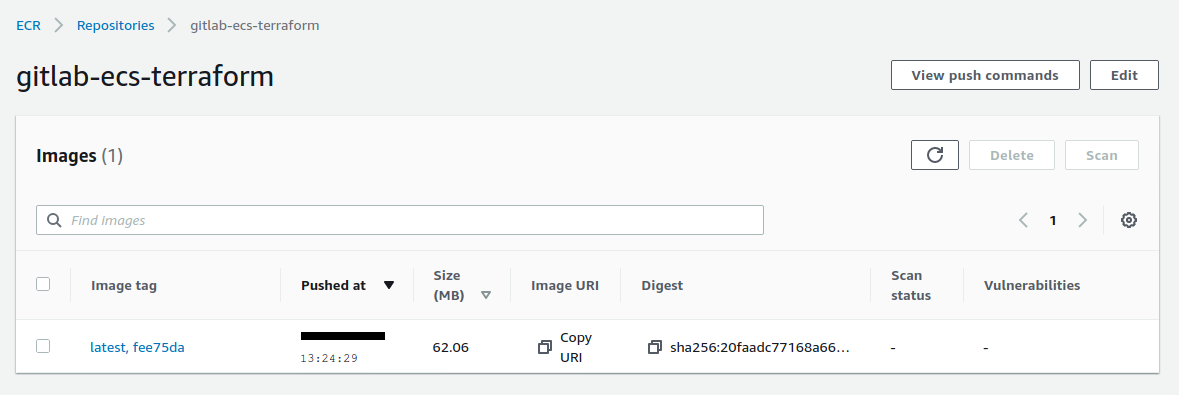 ECR Repositories gitlab-ecs-terraform
gitlab-ecs-terraform
View push commands Edit
Images (1)
Delete Scan
Find Images
1
Image tag Pushed at Size (MB) Image URI Digest Scan status Vulnerabilities
latest, fee75da 13:24:29 62.06 Copy URI sha256:20faadc77168a66... - -